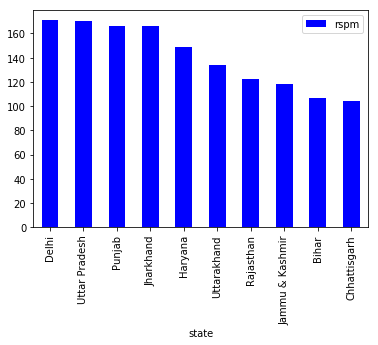 rspm
160
140
120
100
80
60
40
20
0
Delhi
Uttar Pradesh
Punjab
Jharkhand
Haryana
Uttarakhand
Rajasthan
Jammu & Kashmir
Bihar
Chhattisgarh
state